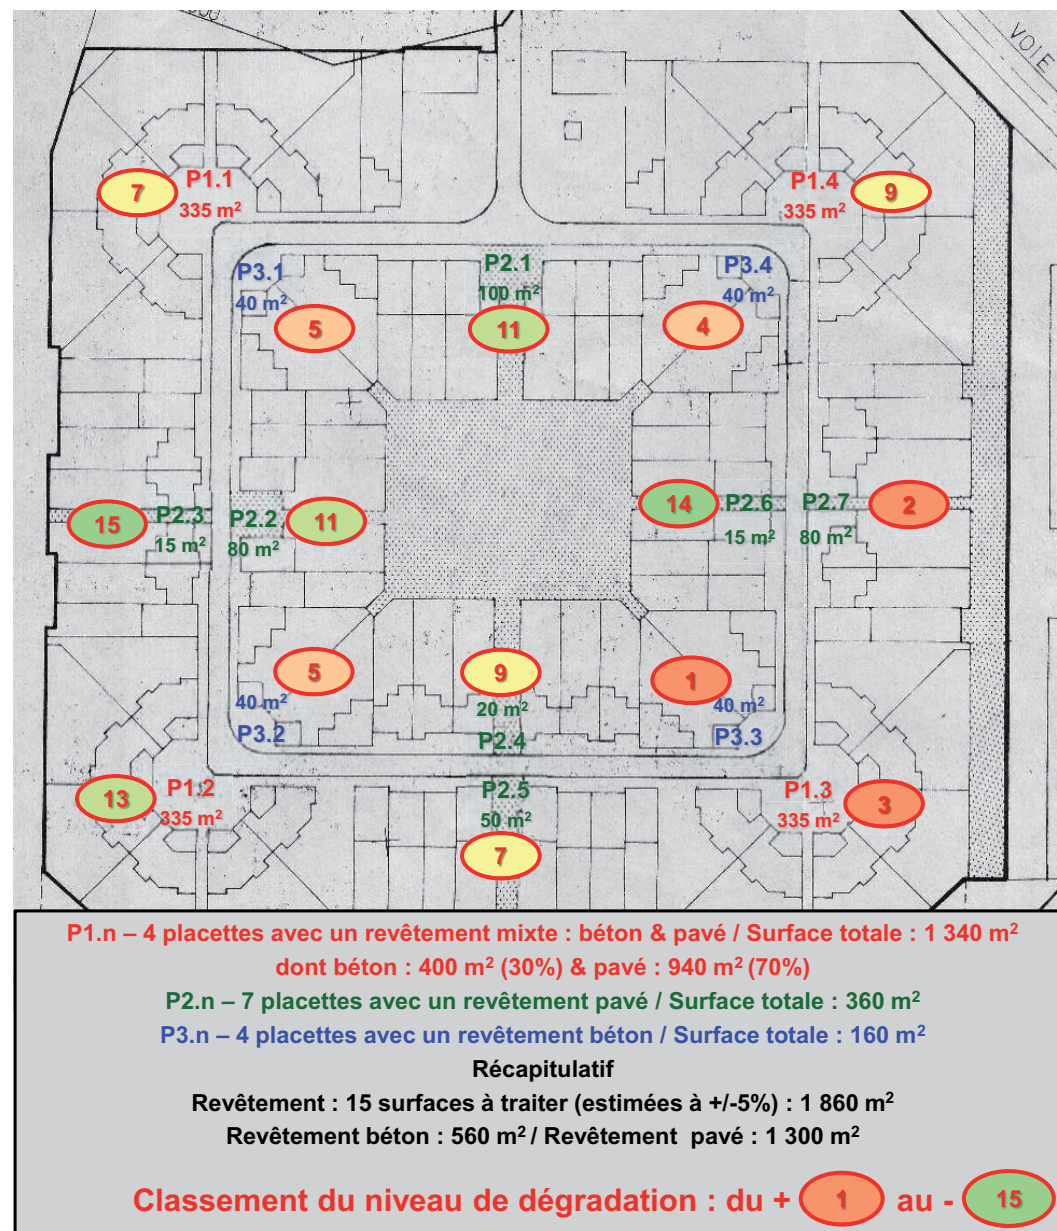 VOIE
P1.1
7
335 m²
P1.4
9
335 m²
P3.1
40 m²
5
P2.1
100 m²
11
P3.4
40 m²
4
15
P2.3
15 m²
P2.2
80 m²
11
14
P2.6
15 m²
P2.7
80 m²
2
5
40 m²
P3.2
9
20 m²
P2.4
1
40 m²
P3.3
13
P1.2
335 m²
P2.5
50 m²
7
P1.3
335 m²
3
P1.n – 4 placettes avec un revêtement mixte : béton & pavé / Surface totale : 1 340 m²
dont béton : 400 m² (30%) & pavé : 940 m² (70%)
P2.n – 7 placettes avec un revêtement pavé / Surface totale : 360 m²
P3.n – 4 placettes avec un revêtement béton / Surface totale : 160 m²
Récapitulatif
Revêtement : 15 surfaces à traiter (estimées à +/-5%) : 1 860 m²
Revêtement béton : 560 m² / Revêtement pavé : 1 300 m²
Classement du niveau de dégradation : du + 1 au - 15